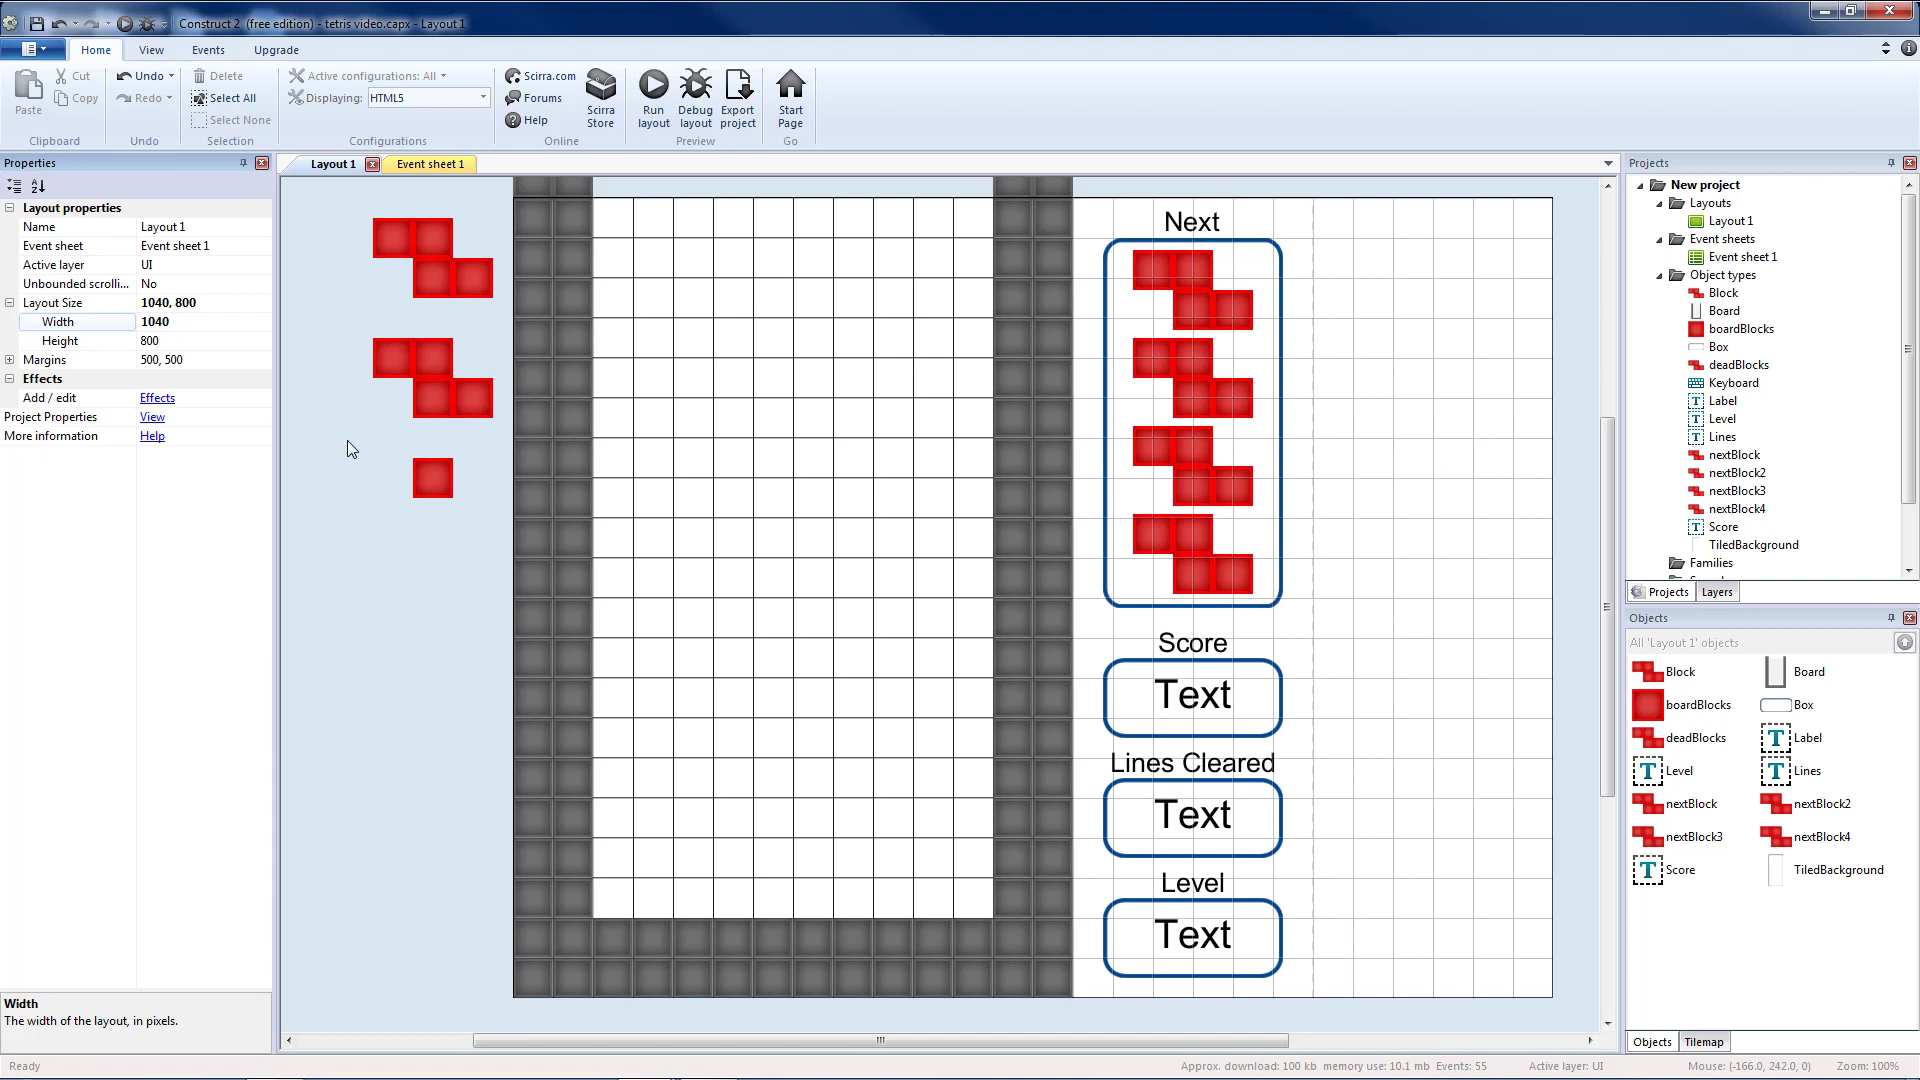 Construct 2  (free edition) - tetris video.capx - Layout 1
Home
View
Events
Upgrade
Paste
Cut
Copy
Clipboard
Undo
Redo
Undo
Delete
Select All
Select None
Selection
Active configurations: All
Displaying: HTML5
Configurations
Scirra.com
Forums
Help
Scirra Store
Online
Run layout
Debug layout
Export project
Preview
Start Page
Go
Properties
Layout 1
Event sheet 1
Projects
Layout properties
Name Layout 1
Event sheet Event sheet 1
Active layer UI
Unbounded scrolli... No
Layout Size 1040, 800
Width 1040
Height 800
Margins 500, 500
Effects
Add / edit Effects
Project Properties View
More information Help
Width
The width of the layout, in pixels.
Next
Score
Text
Lines Cleared
Text
Level
Text
New project
Layouts
Layout 1
Event sheets
Event sheet 1
Object types
Block
Board
boardBlocks
Box
deadBlocks
Keyboard
Label
Level
Lines
nextBlock
nextBlock2
nextBlock3
nextBlock4
Score
TiledBackground
Families
Projects
Layers
Objects
All 'Layout 1' objects
Block
Board
boardBlocks
Box
deadBlocks
Label
Level
Lines
nextBlock
nextBlock2
nextBlock3
nextBlock4
Score
TiledBackground
Objects
Tilemap
Ready
Approx. download: 100 kb  memory use: 10.1 mb  Events: 55
Active layer: UI
Mouse: (-166.0, 242.0, 0)
Zoom: 100%